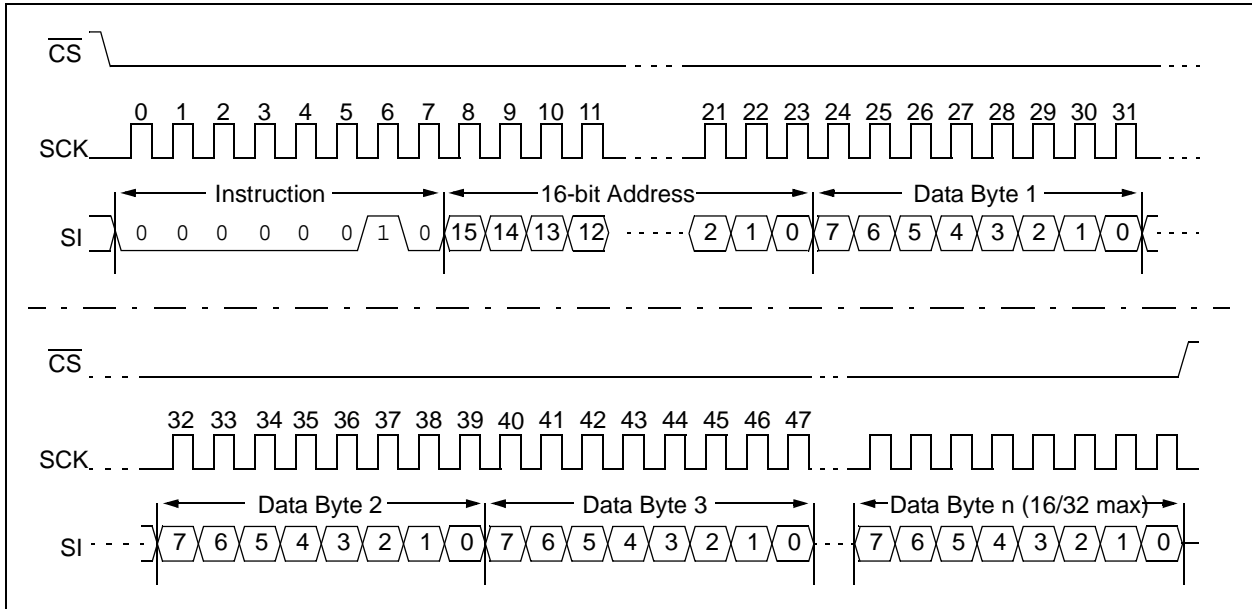 CS
0 1 2 3 4 5 6 7 8 9 10 11 21 22 23 24 25 26 27 28 29 30 31
SCK
Instruction 16-bit Address Data Byte 1
SI 0 0 0 0 0 0 1 0 15 14 13 12 2 1 0 7 6 5 4 3 2 1 0
CS
32 33 34 35 36 37 38 39 40 41 42 43 44 45 46 47
SCK
Data Byte 2 Data Byte 3 Data Byte n (16/32 max)
SI 7 6 5 4 3 2 1 0 7 6 5 4 3 2 1 0 7 6 5 4 3 2 1 0